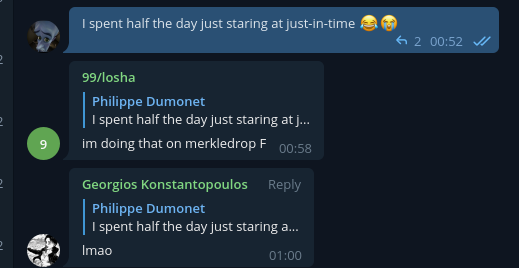 I spent half the day just staring at just-in-time 😂😭
2 00:52
99/losha
Philippe Dumonet
I spent half the day just staring at j...
im doing that on merkledrop F 00:58
9
Georgios Konstantopoulos Reply
Philippe Dumonet
I spent half the day just staring a...
lmao
01:00